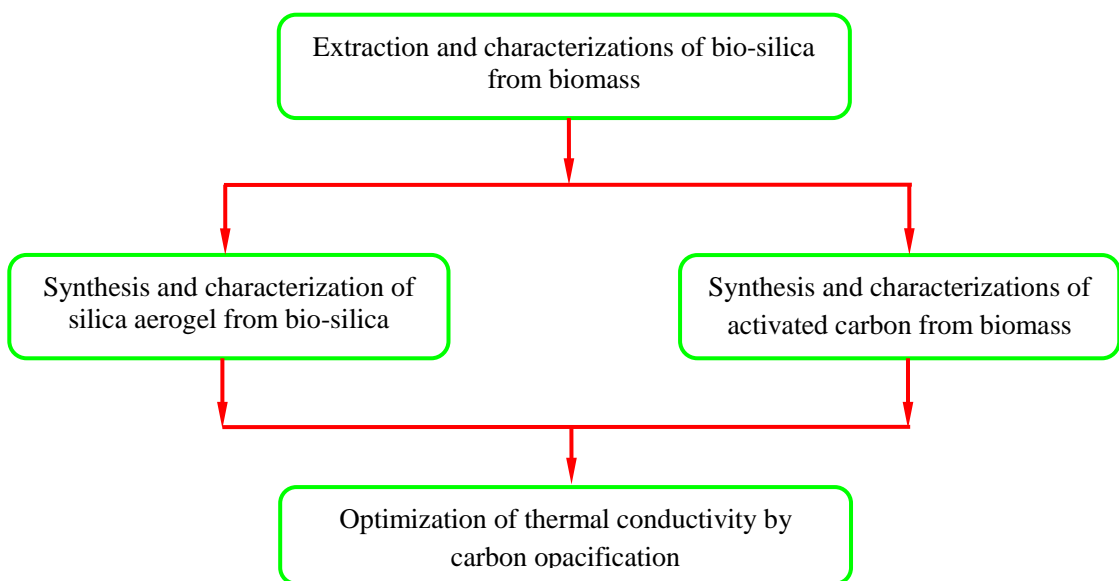 Extraction and characterizations of bio-silica
from biomass
Synthesis and characterization of
silica aerogel from bio-silica
Synthesis and characterizations of
activated carbon from biomass
Optimization of thermal conductivity by
carbon opacification